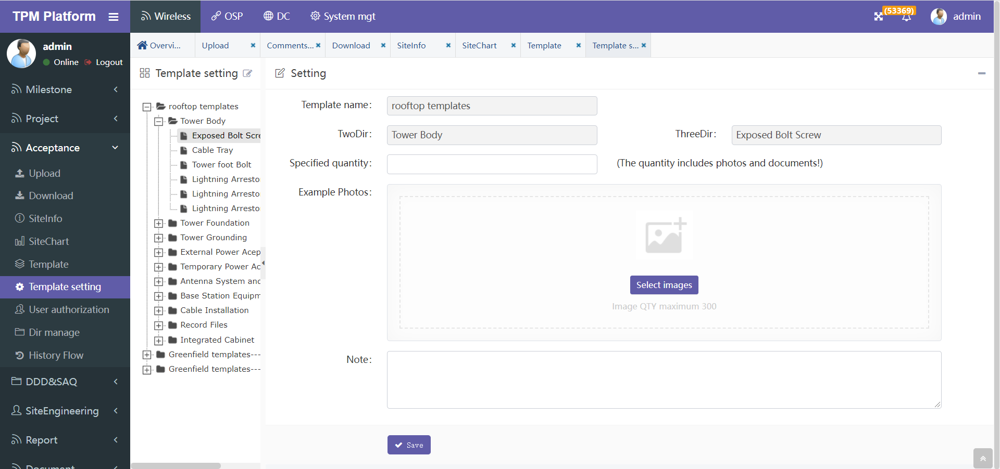 TPM Platform
Wireless
OSP
DC
System mgt
(53369)
admin
admin
Online
Logout
Overvi...
Upload
Comments...
Download
SiteInfo
SiteChart
Template
Template s...
Milestone
Project
Acceptance
Upload
Download
SiteInfo
SiteChart
Template
Template setting
User authorization
Dir manage
History Flow
DDD&SAQ
SiteEngineering
Report
Document
Template setting
rooftop templates
Tower Body
Exposed Bolt Scre
Cable Tray
Tower foot Bolt
Lightning Arresto
Lightning Arresto
Lightning Arresto
Tower Foundation
Tower Grounding
External Power Acep
Temporary Power Ac
Antenna System and
Base Station Equipm
Cable Installation
Record Files
Integrated Cabinet
Greenfield templates---
Greenfield templates---
Setting
Template name:
rooftop templates
TwoDir:
Tower Body
ThreeDir:
Exposed Bolt Screw
Specified quantity:
(The quantity includes photos and documents!)
Example Photos:
Select images
Image QTY maximum 300
Note:
Save